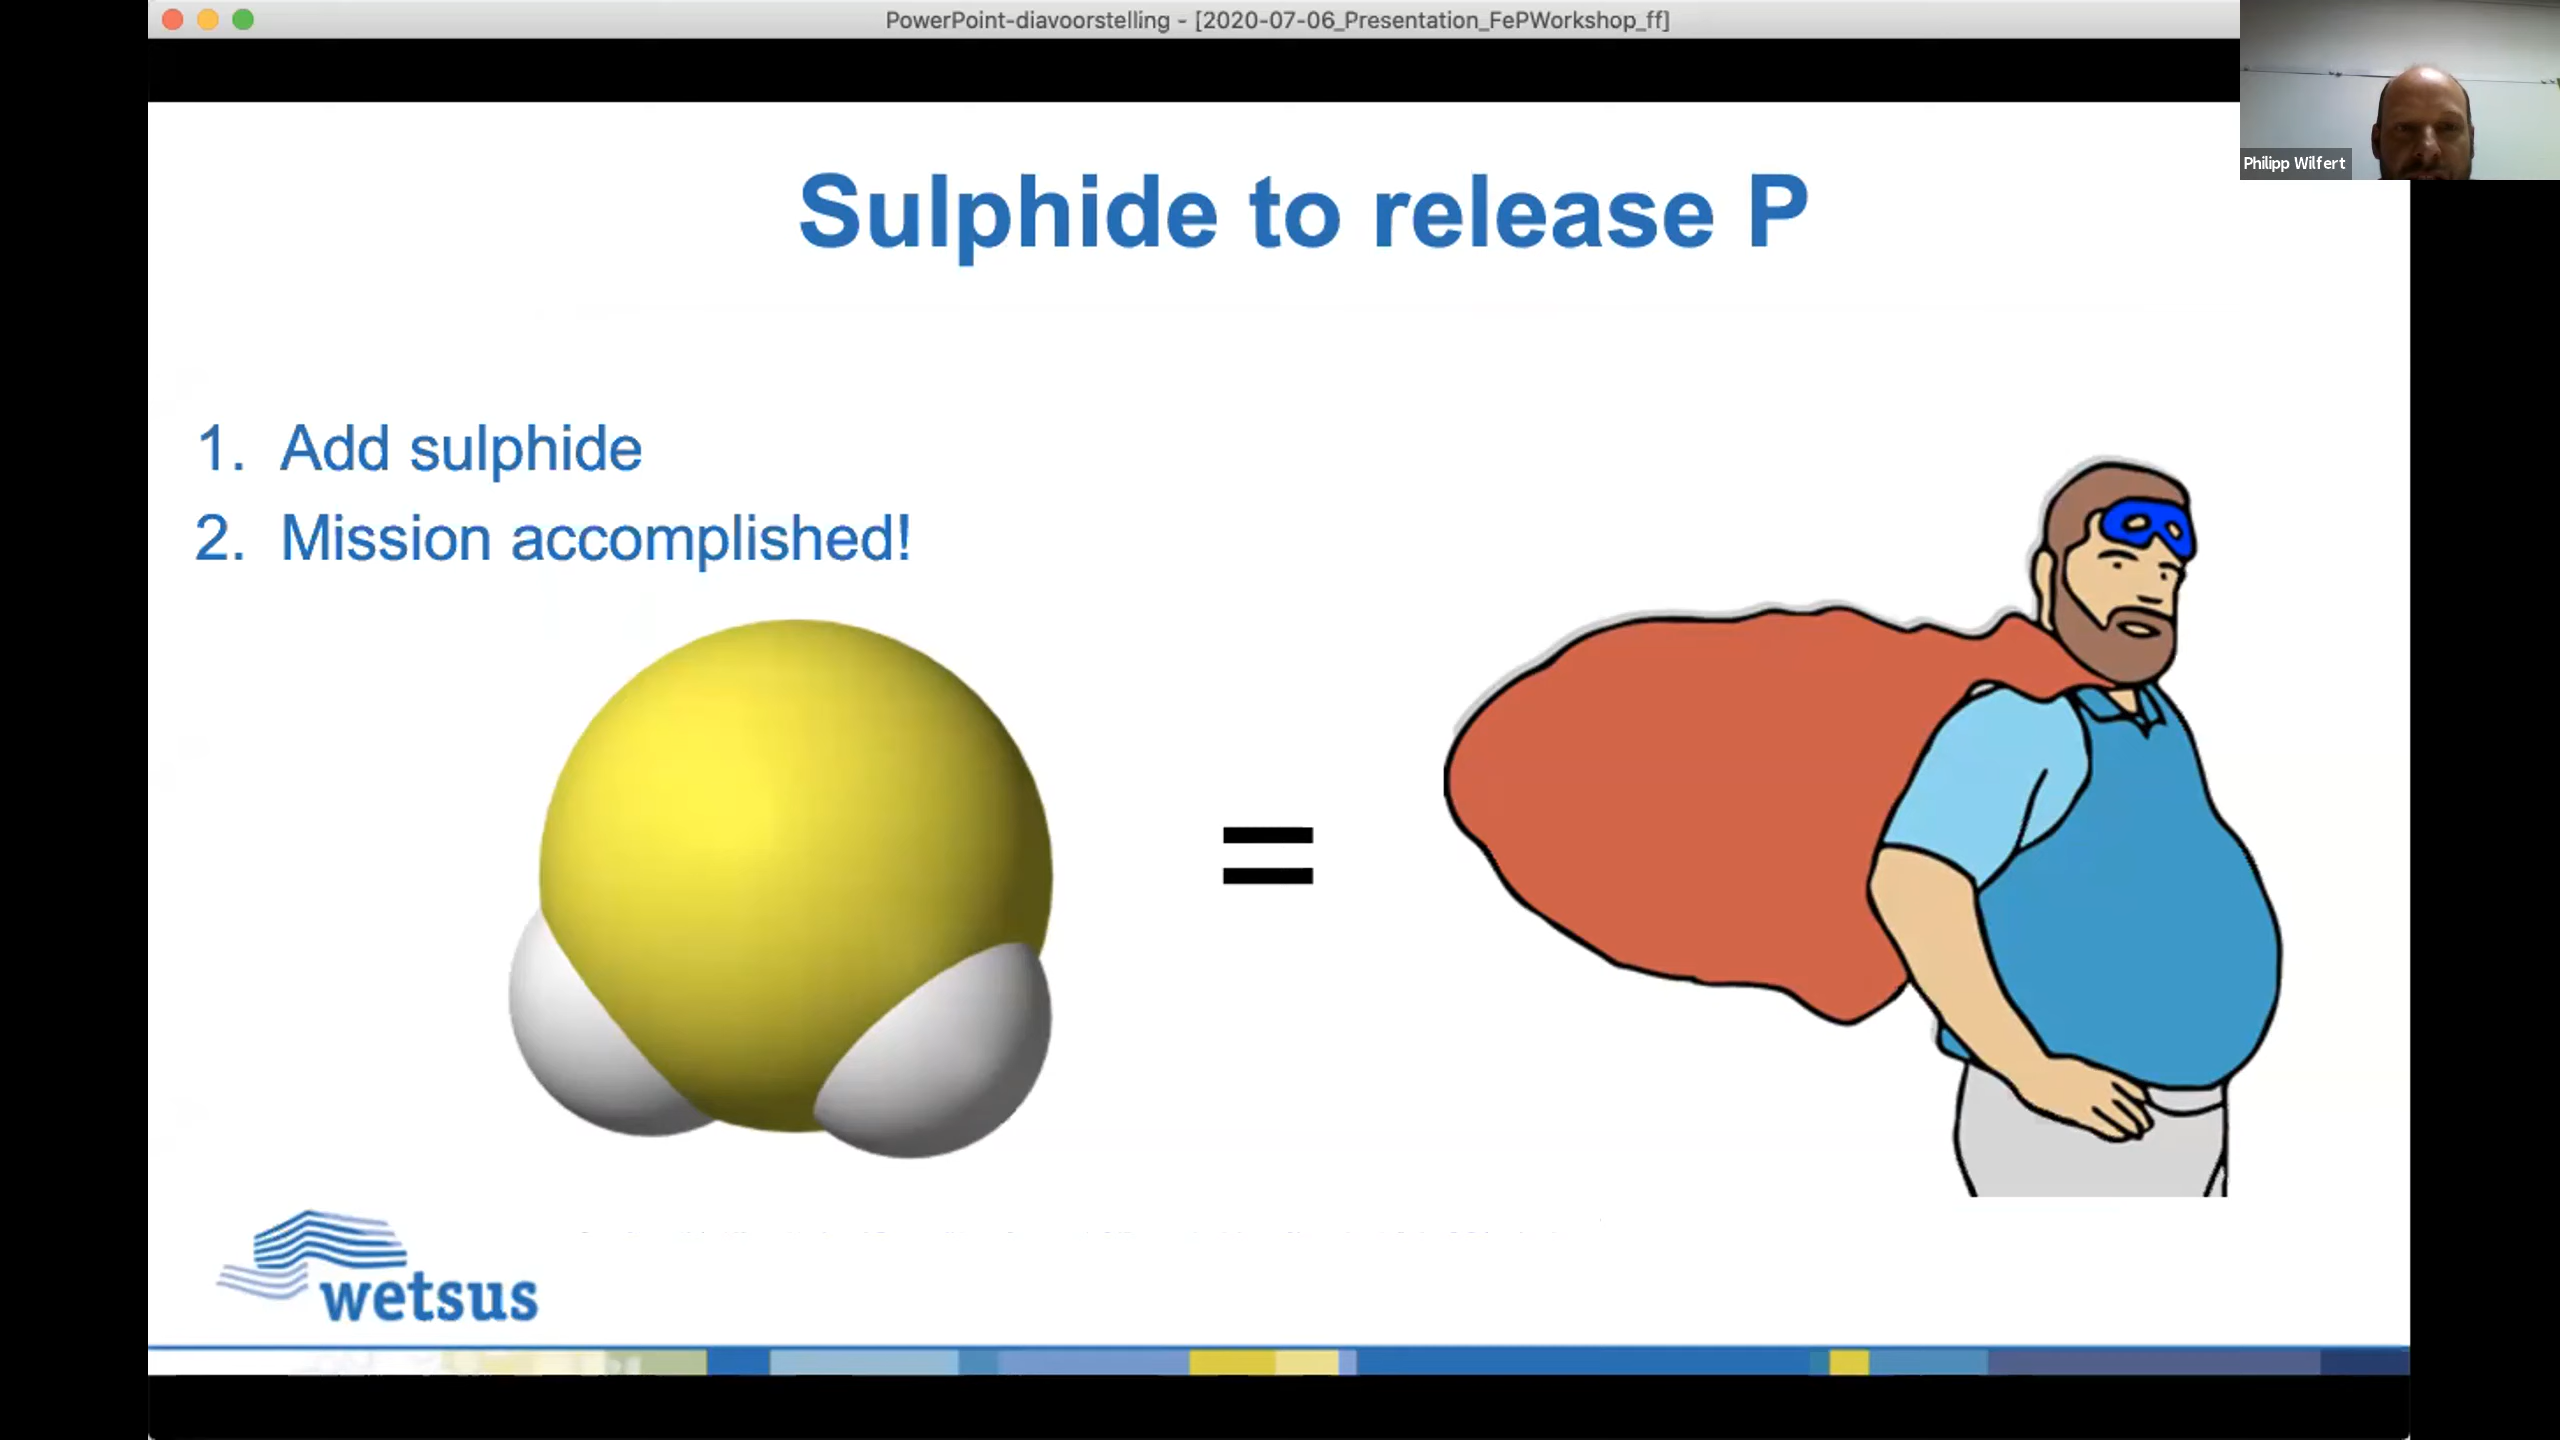 PowerPoint-diavoorstelling - [2020-07-06_Presentation_FePWorkshop_ff]
Philipp Wilfert
Sulphide to release P
1. Add sulphide
2. Mission accomplished!
=
wetsus